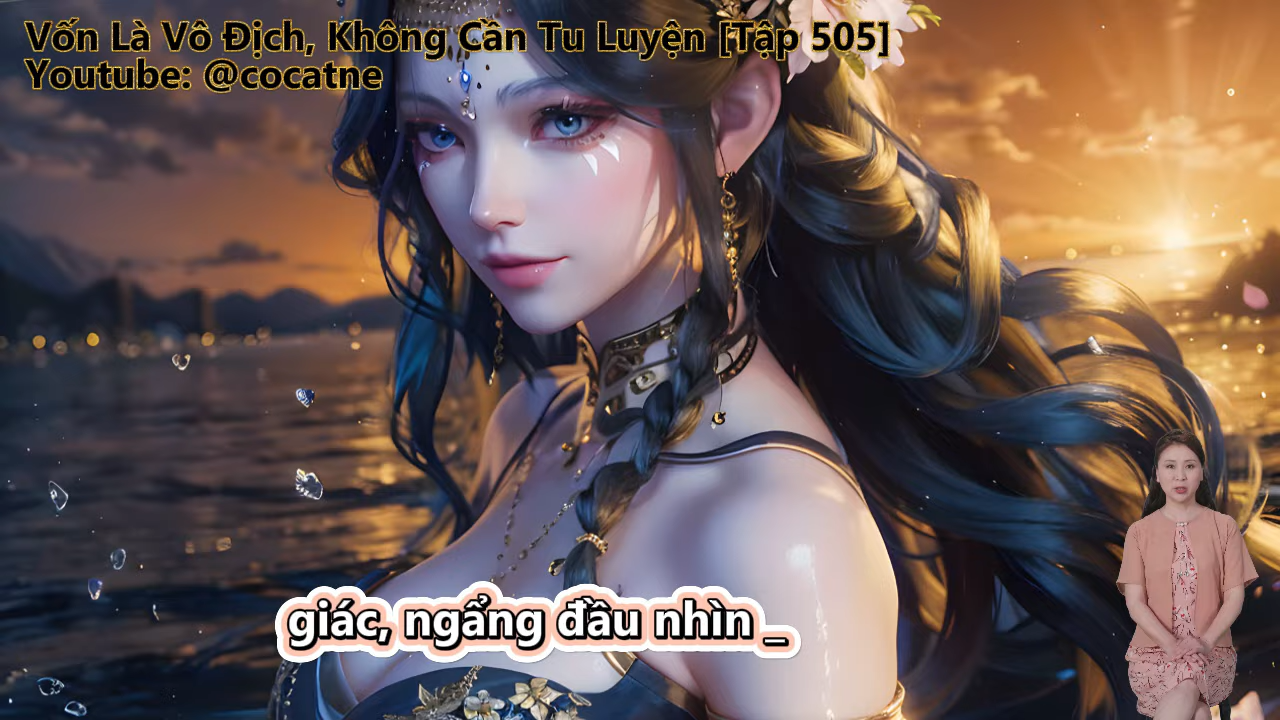 Vốn Là Vô Địch, Không Cần Tu Luyện [Tập 505]
Youtube: @cocatne
giác, ngẩng đầu nhìn _